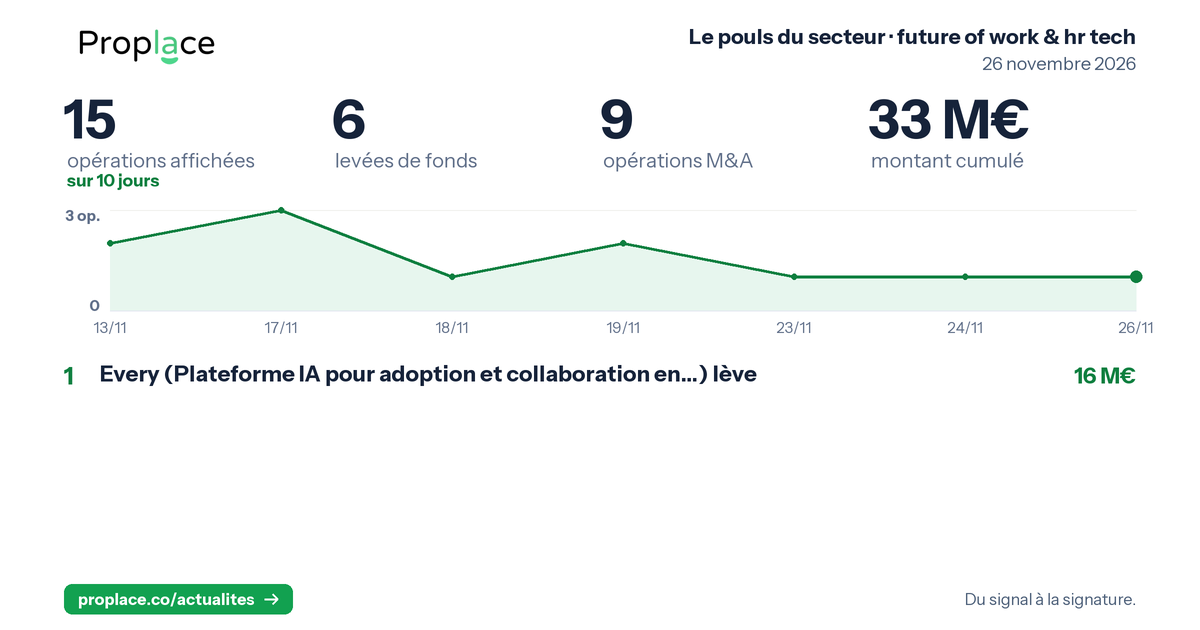 Proplace
Le pouls du secteur · future of work & hr tech
26 novembre 2026
15
opérations affichées
sur 10 jours
6
levées de fonds
9
opérations M&A
33 M€
montant cumulé
3 op.
0
13/11
17/11
18/11
19/11
23/11
24/11
26/11
1 Every (Plateforme IA pour adoption et collaboration en...) lève 16 M€
proplace.co/actualites →
Du signal à la signature.